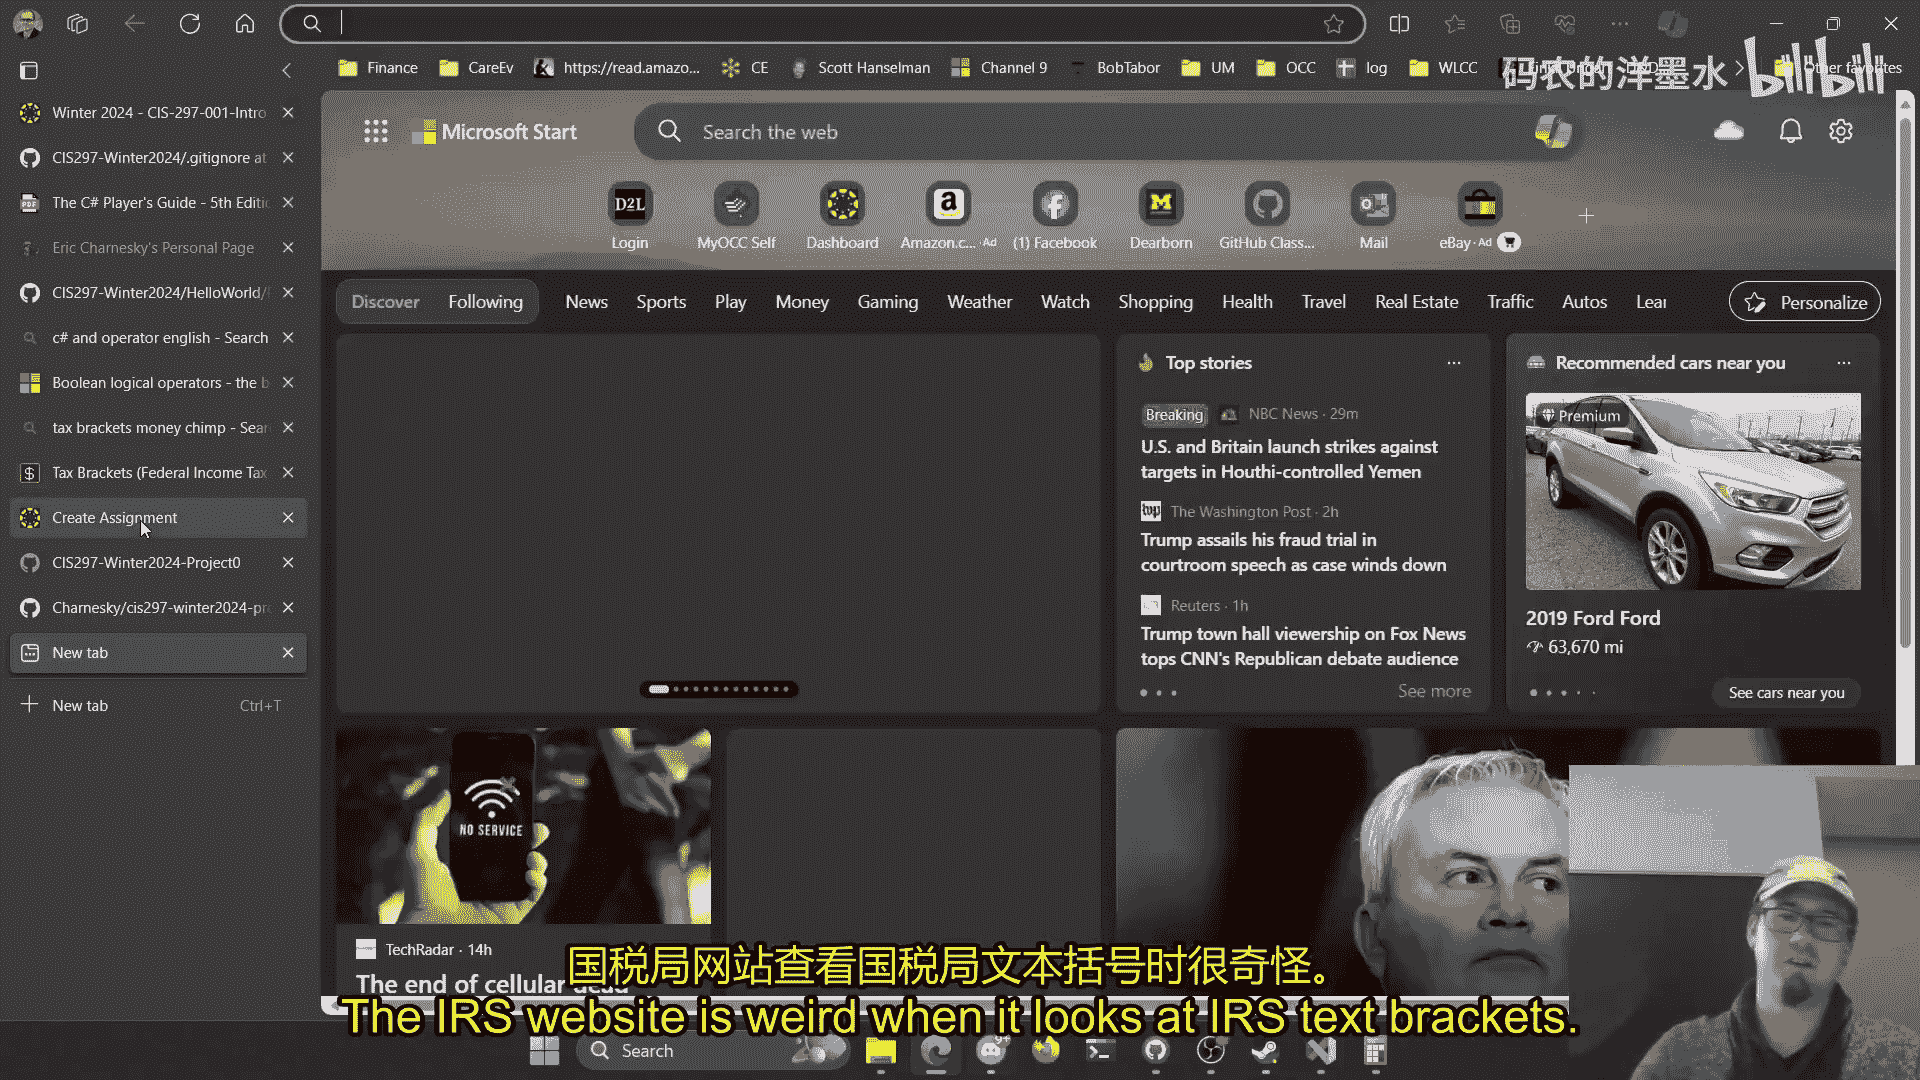 Finance
CareEv
https://read.amazo...
CE
Scott Hanselman
Channel 9
BobTabor
UM
OCC
log
WLCC
Other favorites
码农的洋墨水
bilibili
Winter 2024 - CIS-297-001-Intro
CIS297-Winter2024/.gitignore at
The C# Player's Guide - 5th Editi
Eric Charnesky's Personal Page
CIS297-Winter2024/HelloWorld/
c# and operator english - Search
Boolean logical operators - the b
tax brackets money chimp - Sear
Tax Brackets (Federal Income Tax
Create Assignment
CIS297-Winter2024-Project0
Charnesky/cis297-winter2024-pr
New tab
New tab Ctrl+T
Microsoft Start
Search the web
D2L
Login
MyOCC Self
Dashboard
Amazon.c... · Ad
(1) Facebook
Dearborn
GitHub Class...
Mail
eBay · Ad
Discover
Following
News
Sports
Play
Money
Gaming
Weather
Watch
Shopping
Health
Travel
Real Estate
Traffic
Autos
Lear
Personalize
Top stories
Breaking
NBC News · 29m
U.S. and Britain launch strikes against
targets in Houthi-controlled Yemen
The Washington Post · 2h
Trump assails his fraud trial in
courtroom speech as case winds down
Reuters · 1h
Trump town hall viewership on Fox News
tops CNN's Republican debate audience
See more
Recommended cars near you
Premium
2019 Ford Ford
63,670 mi
See cars near you
NO SERVICE
TechRadar · 14h
The end of cellular dead
国税局网站查看国税局文本括号时很奇怪。
The IRS website is weird when it looks at IRS text brackets.
Search